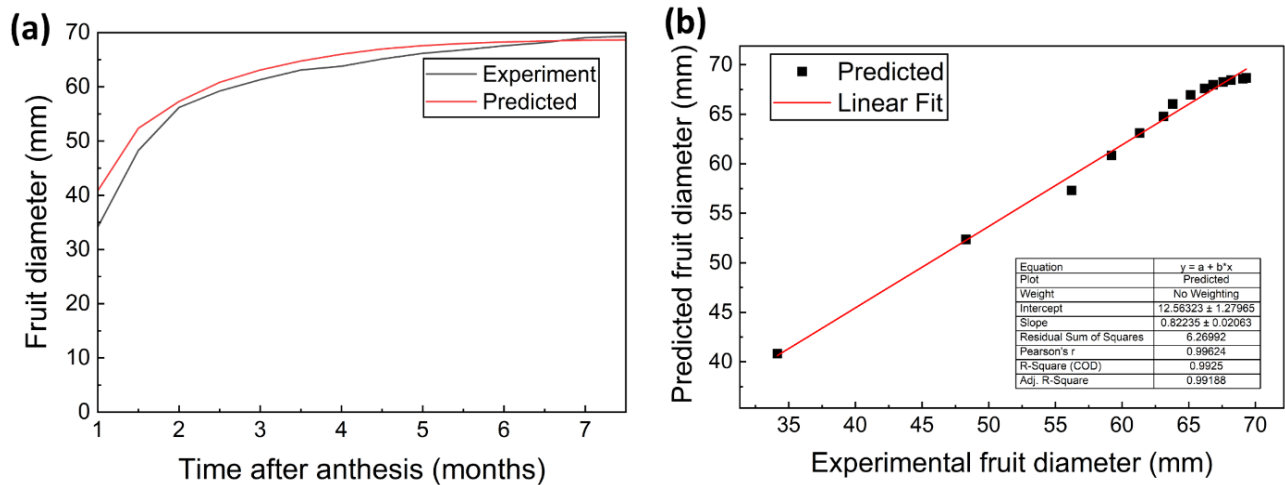 (a)
70
60
50
40
30
20
10
0
Fruit diameter (mm)
Experiment
Predicted
1 2 3 4 5 6 7
Time after anthesis (months)
(b)
70
65
60
55
50
45
40
Predicted fruit diameter (mm)
Predicted
Linear Fit
Equation y = a + b*x
Plot Predicted
Weight No Weighting
Intercept 12.56323 ± 1.27965
Slope 0.82235 ± 0.02063
Residual Sum of Squares 6.26992
Pearson's r 0.99624
R-Square (COD) 0.9925
Adj. R-Square 0.99188
35 40 45 50 55 60 65 70
Experimental fruit diameter (mm)